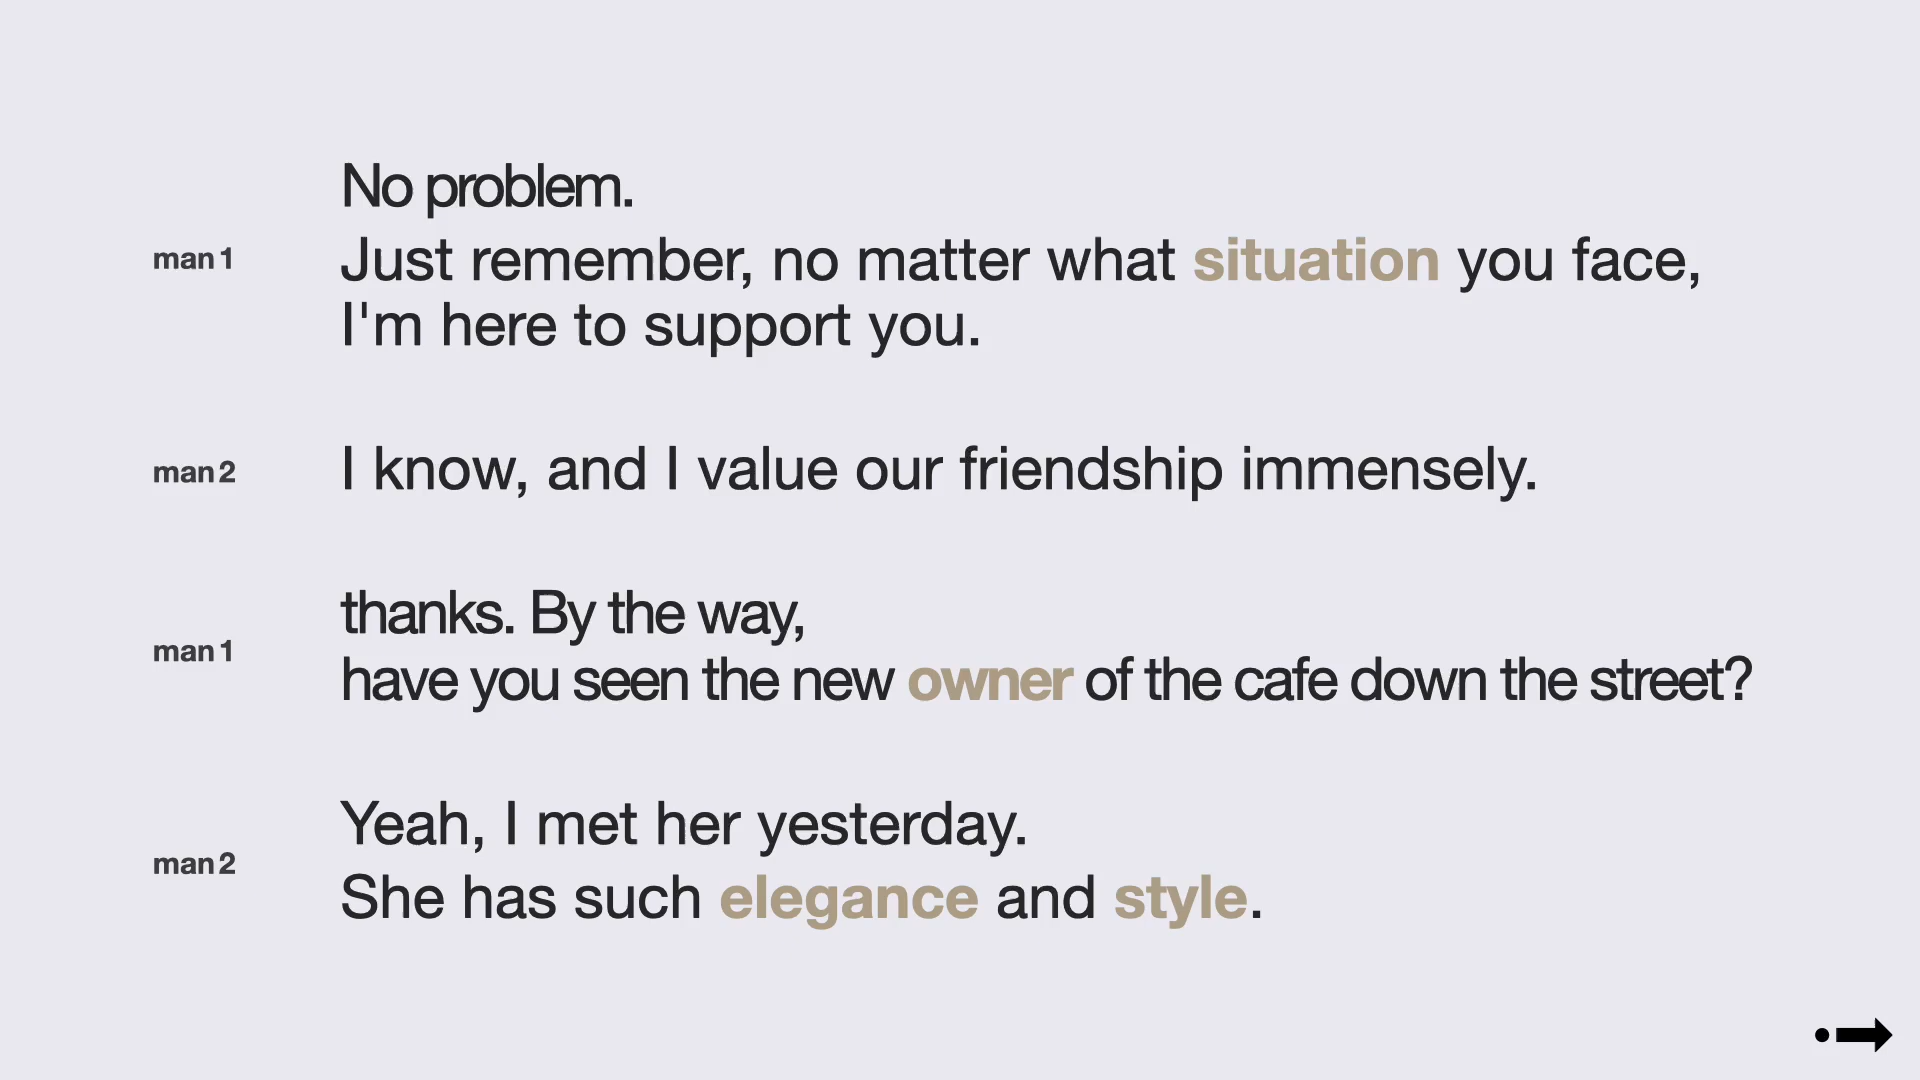 No problem.
man 1 Just remember, no matter what situation you face,
I'm here to support you.
man 2 I know, and I value our friendship immensely.
thanks. By the way,
man 1
have you seen the new owner of the cafe down the street?
Yeah, I met her yesterday.
man 2
She has such elegance and style.